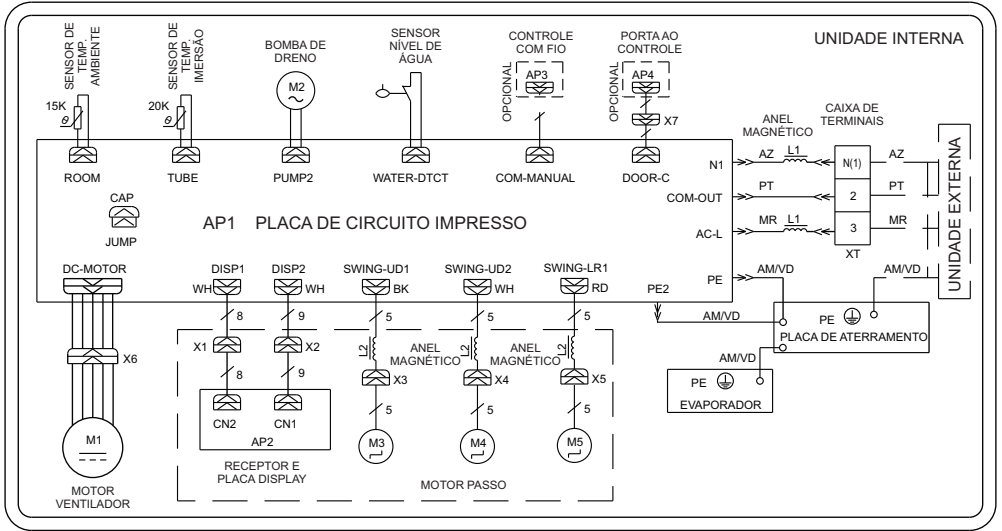 UNIDADE INTERNA
SENSOR DE
TEMP.
AMBIENTE
SENSOR DE
TEMP.
IMERSÃO
BOMBA DE
DRENO
SENSOR
NÍVEL DE
ÁGUA
CONTROLE
COM FIO
PORTA AO
CONTROLE
15K
θ
20K
θ
M2
OPCIONAL
AP3
OPCIONAL
AP4
X7
ROOM
TUBE
PUMP2
WATER-DTCT
COM-MANUAL
DOOR-C
ANEL
MAGNÉTICO
CAIXA DE
TERMINAIS
N1
AZ
L1
N(1)
AZ
COM-OUT
PT
2
PT
AC-L
MR
L1
3
MR
XT
UNIDADE EXTERNA
CAP
JUMP
AP1 PLACA DE CIRCUITO IMPRESSO
DC-MOTOR
DISP1
DISP2
SWING-UD1
SWING-UD2
SWING-LR1
WH
WH
BK
WH
RD
PE2
PE
AM/VD
AM/VD
AM/VD
PE
PLACA DE ATERRAMENTO
AM/VD
PE
EVAPORADOR
8
9
5
5
5
X6
X1
X2
L2
ANEL
MAGNÉTICO
L2
ANEL
MAGNÉTICO
L2
8
9
X3
X4
X5
5
5
5
CN2
CN1
AP2
M1
M3
M4
M5
RECEPTOR E
PLACA DISPLAY
MOTOR PASSO
MOTOR
VENTILADOR